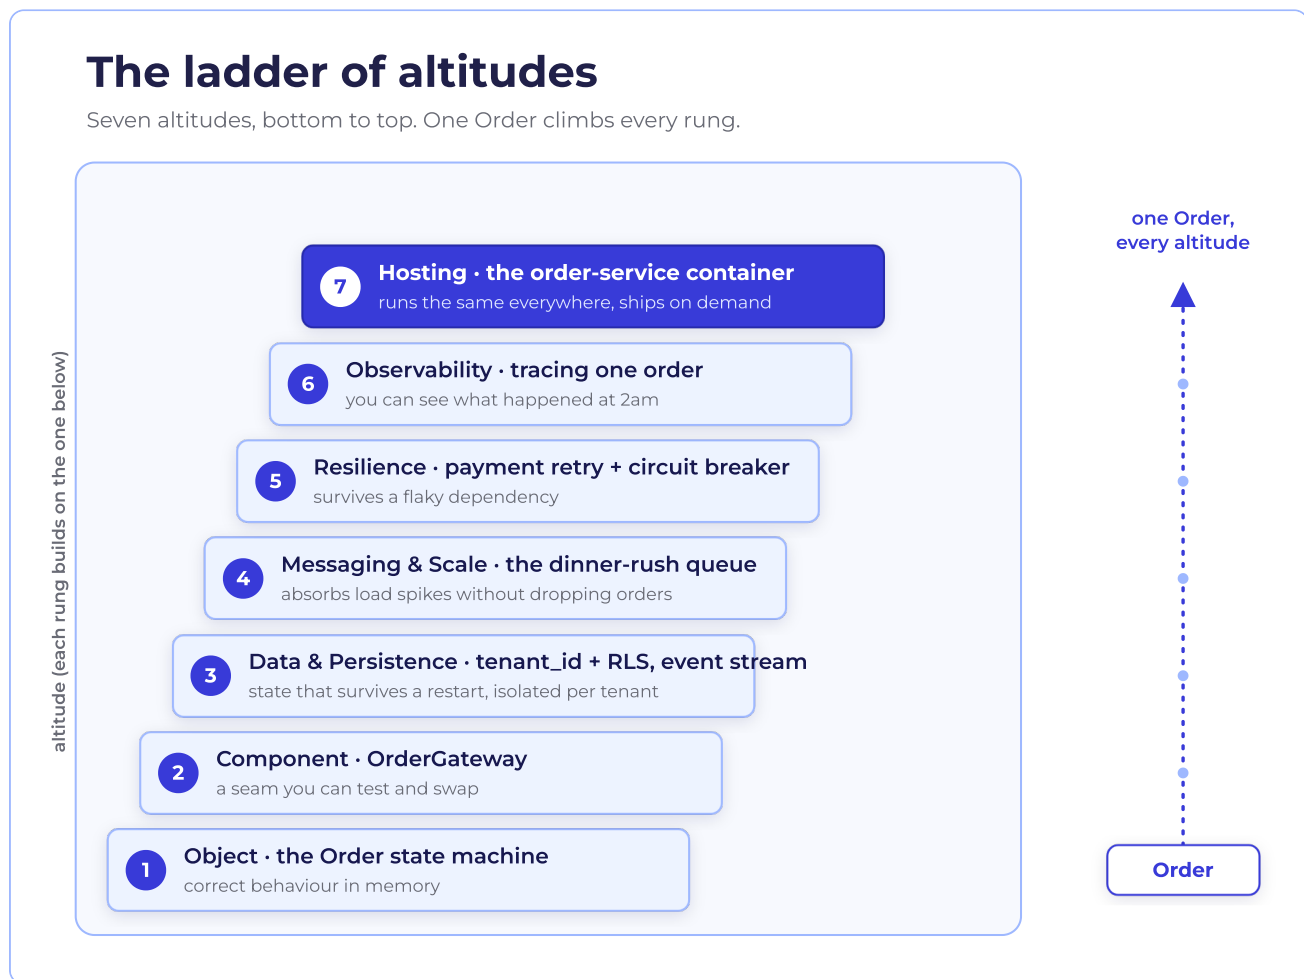 The ladder of altitudes
Seven altitudes, bottom to top. One Order climbs every rung.
one Order,
every altitude
7
Hosting · the order-service container
runs the same everywhere, ships on demand
6
Observability · tracing one order
you can see what happened at 2am
5
Resilience · payment retry + circuit breaker
survives a flaky dependency
4
Messaging & Scale · the dinner-rush queue
absorbs load spikes without dropping orders
3
Data & Persistence · tenant_id + RLS, event stream
state that survives a restart, isolated per tenant
2
Component · OrderGateway
a seam you can test and swap
1
Object · the Order state machine
correct behaviour in memory
altitude (each rung builds on the one below)
Order